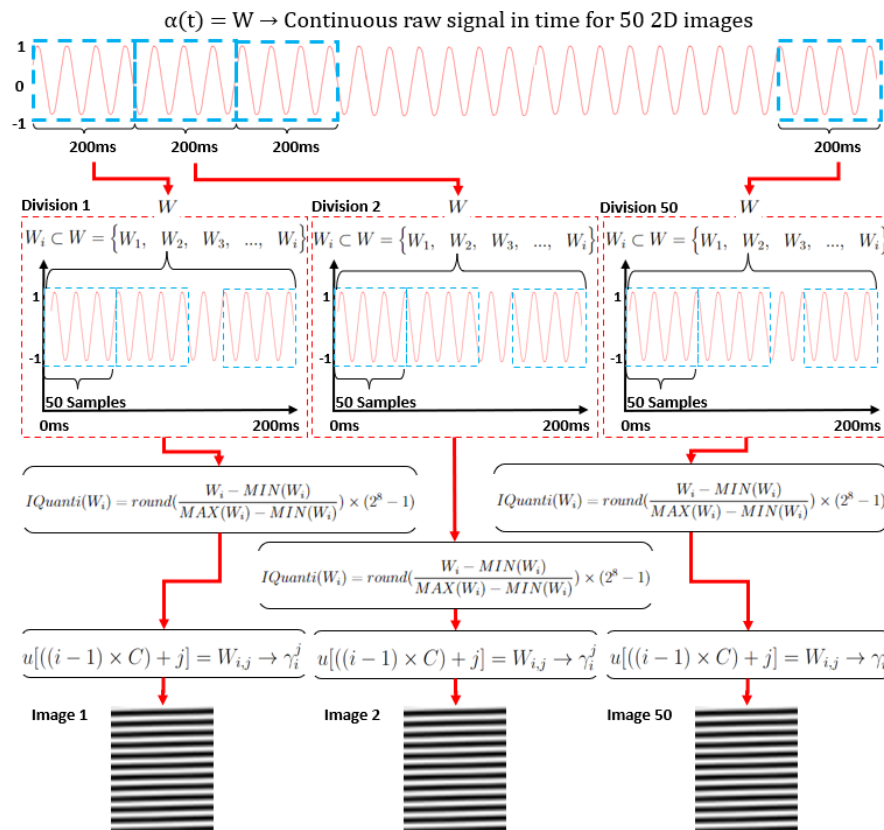 α(t) = W → Continuous raw signal in time for 50 2D images
1
0
-1
200ms 200ms 200ms 200ms
Division 1 W Division 2 W Division 50 W
W_i ⊂ W = {W_1, W_2, W_3, ..., W_i} W_i ⊂ W = {W_1, W_2, W_3, ..., W_i} W_i ⊂ W = {W_1, W_2, W_3, ..., W_i}
1 1 1
-1 -1 -1
50 Samples 50 Samples 50 Samples
0ms 200ms 0ms 200ms 0ms 200ms
IQuanti(W_i) = round((W_i − MIN(W_i))/(MAX(W_i) − MIN(W_i))) × (2^8 − 1) IQuanti(W_i) = round((W_i − MIN(W_i))/(MAX(W_i) − MIN(W_i))) × (2^8 − 1)
IQuanti(W_i) = round((W_i − MIN(W_i))/(MAX(W_i) − MIN(W_i))) × (2^8 − 1)
u[((i − 1) × C) + j] = W_{i,j} → γ_i^j u[((i − 1) × C) + j] = W_{i,j} → γ_i^j u[((i − 1) × C) + j] = W_{i,j} →
Image 1 Image 2 Image 50